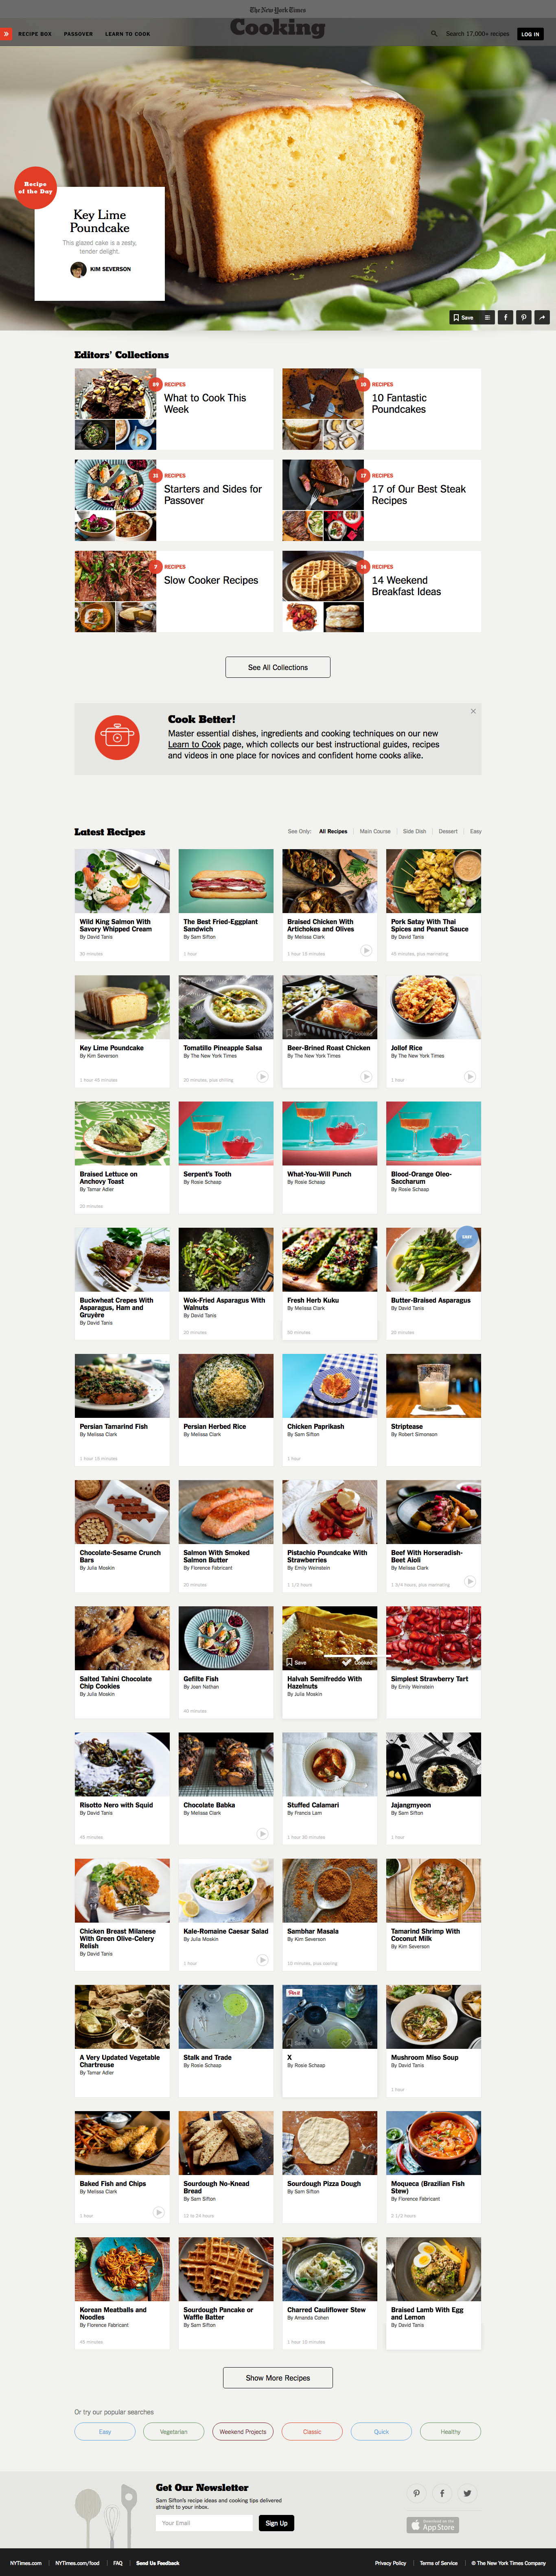 The New York Times
Cooking
RECIPE BOX
PASSOVER
LEARN TO COOK
Search 17,000+ recipes
LOG IN
Recipe
of the Day
Key Lime
Poundcake
This glazed cake is a zesty,
tender delight.
KIM SEVERSON
Save
Editors' Collections
RECIPES
What to Cook This
Week
10 RECIPES
10 Fantastic
Poundcakes
RECIPES
Starters and Sides for
Passover
17 RECIPES
17 of Our Best Steak
Recipes
7 RECIPES
Slow Cooker Recipes
14 RECIPES
14 Weekend
Breakfast Ideas
See All Collections
Cook Better!
Master essential dishes, ingredients and cooking techniques on our new
Learn to Cook page, which collects our best instructional guides, recipes
and videos in one place for novices and confident home cooks alike.
Latest Recipes
See Only: All Recipes | Main Course | Side Dish | Dessert | Easy
Wild King Salmon With
Savory Whipped Cream
By David Tanis
30 minutes
The Best Fried-Eggplant
Sandwich
By Sam Sifton
1 hour
Braised Chicken With
Artichokes and Olives
By Melissa Clark
1 hour 15 minutes
Pork Satay With Thai
Spices and Peanut Sauce
By David Tanis
45 minutes, plus marinating
Key Lime Poundcake
By Kim Severson
1 hour 45 minutes
Tomatillo Pineapple Salsa
By The New York Times
20 minutes, plus chilling
Beer-Brined Roast Chicken
By The New York Times
Jollof Rice
By The New York Times
1 hour
Braised Lettuce on
Anchovy Toast
By Tamar Adler
20 minutes
Serpent's Tooth
By Rosie Schaap
What-You-Will Punch
By Rosie Schaap
Blood-Orange Oleo-
Saccharum
By Rosie Schaap
Buckwheat Crepes With
Asparagus, Ham and
Gruyère
By David Tanis
Wok-Fried Asparagus With
Walnuts
By David Tanis
20 minutes
Fresh Herb Kuku
By Melissa Clark
50 minutes
EASY
Butter-Braised Asparagus
By David Tanis
20 minutes
Persian Tamarind Fish
By Melissa Clark
1 hour 15 minutes
Persian Herbed Rice
By Melissa Clark
Chicken Paprikash
By Sam Sifton
1 hour
Striptease
By Robert Simonson
Chocolate-Sesame Crunch
Bars
By Julia Moskin
Salmon With Smoked
Salmon Butter
By Florence Fabricant
20 minutes
Pistachio Poundcake With
Strawberries
By Emily Weinstein
1 1/2 hours
Beef With Horseradish-
Beet Aioli
By Melissa Clark
1 3/4 hours, plus marinating
Salted Tahini Chocolate
Chip Cookies
By Julia Moskin
Gefilte Fish
By Joan Nathan
40 minutes
Save
Cooked
Halvah Semifreddo With
Hazelnuts
By Julia Moskin
Simplest Strawberry Tart
By Emily Weinstein
Risotto Nero with Squid
By David Tanis
45 minutes
Chocolate Babka
By Melissa Clark
Stuffed Calamari
By Francis Lam
1 hour 30 minutes
Jajangmyeon
By Sam Sifton
1 hour
Chicken Breast Milanese
With Green Olive-Celery
Relish
By David Tanis
Kale-Romaine Caesar Salad
By Julia Moskin
1 hour
Sambhar Masala
By Kim Severson
10 minutes, plus cooling
Tamarind Shrimp With
Coconut Milk
By Kim Severson
A Very Updated Vegetable
Chartreuse
By Tamar Adler
Stalk and Trade
By Rosie Schaap
Pin it
X
By Rosie Schaap
Mushroom Miso Soup
By David Tanis
1 hour
Baked Fish and Chips
By Melissa Clark
1 hour
Sourdough No-Knead
Bread
By Sam Sifton
12 to 24 hours
Sourdough Pizza Dough
By Sam Sifton
Moqueca (Brazilian Fish
Stew)
By Florence Fabricant
2 1/2 hours
Korean Meatballs and
Noodles
By Florence Fabricant
45 minutes
Sourdough Pancake or
Waffle Batter
By Sam Sifton
Charred Cauliflower Stew
By Amanda Cohen
1 hour 15 minutes
Braised Lamb With Egg
and Lemon
By David Tanis
Show More Recipes
Or try our popular searches
Easy
Vegetarian
Weekend Projects
Classic
Quick
Healthy
Get Our Newsletter
Sam Sifton's recipe ideas and cooking tips delivered
straight to your inbox.
Your Email
Sign Up
Download on the
App Store
NYTimes.com | NYTimes.com/food | FAQ | Send Us Feedback
Privacy Policy | Terms of Service | © The New York Times Company